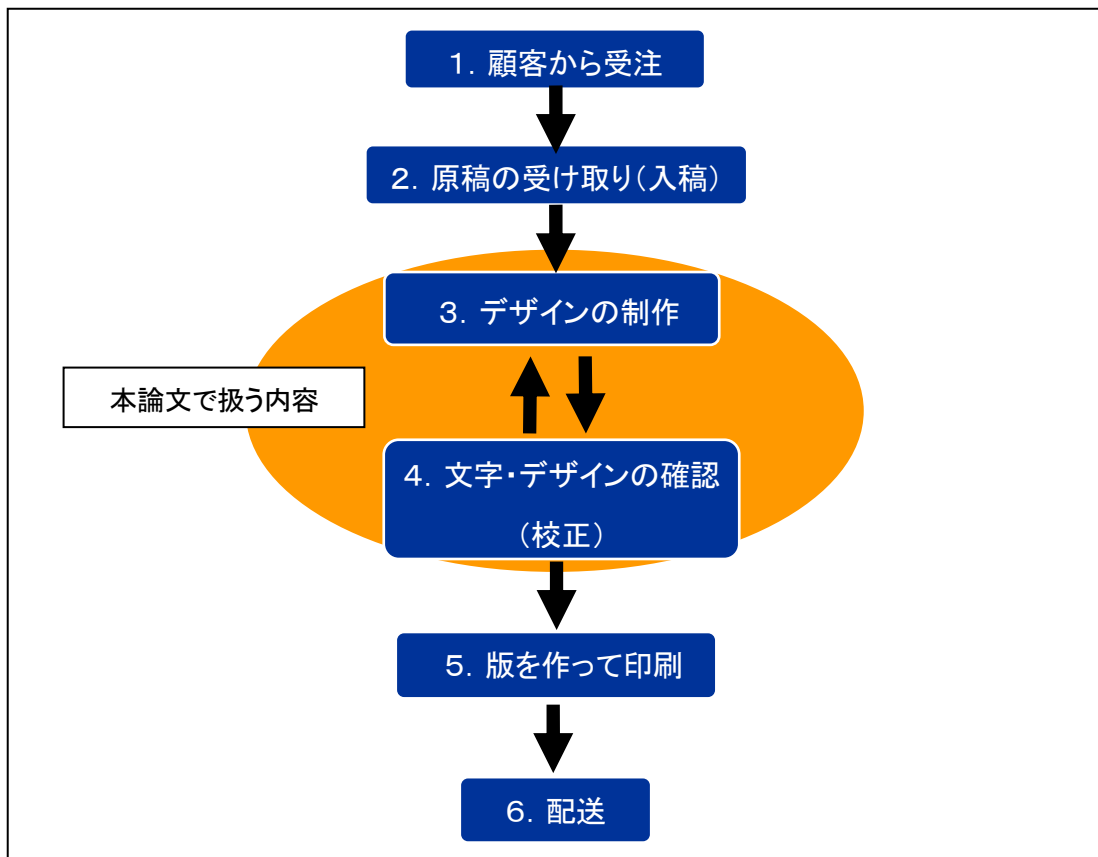 1．顧客から受注
2．原稿の受け取り(入稿)
3．デザインの制作
本論文で扱う内容
4．文字・デザインの確認
(校正)
5．版を作って印刷
6．配送